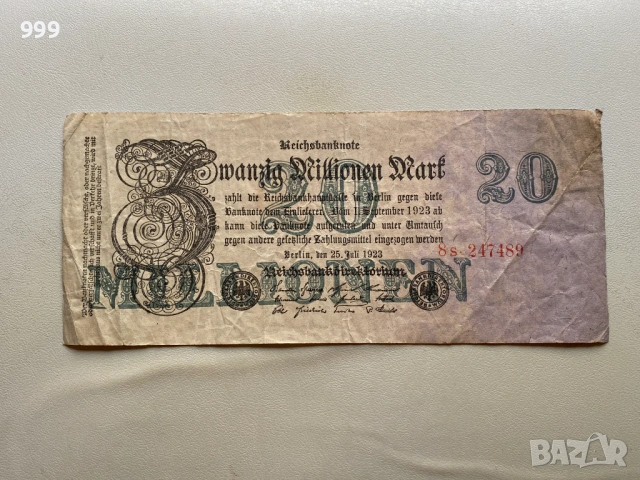 999
Reichsbanknote
Zwanzig Millionen Mark
zahlt die Reichsbankhauptkasse in Berlin gegen diese
Banknote dem Einlieferer. Vom 1. September 1923 ab
kann diese Banknote aufgerufen und unter Umtausch
gegen andere gesetzliche Zahlungsmittel eingezogen werden
Berlin, den 25. Juli 1923
Reichsbankdirektorium
20
MILLIONEN
20
8s-247489
BAZAR